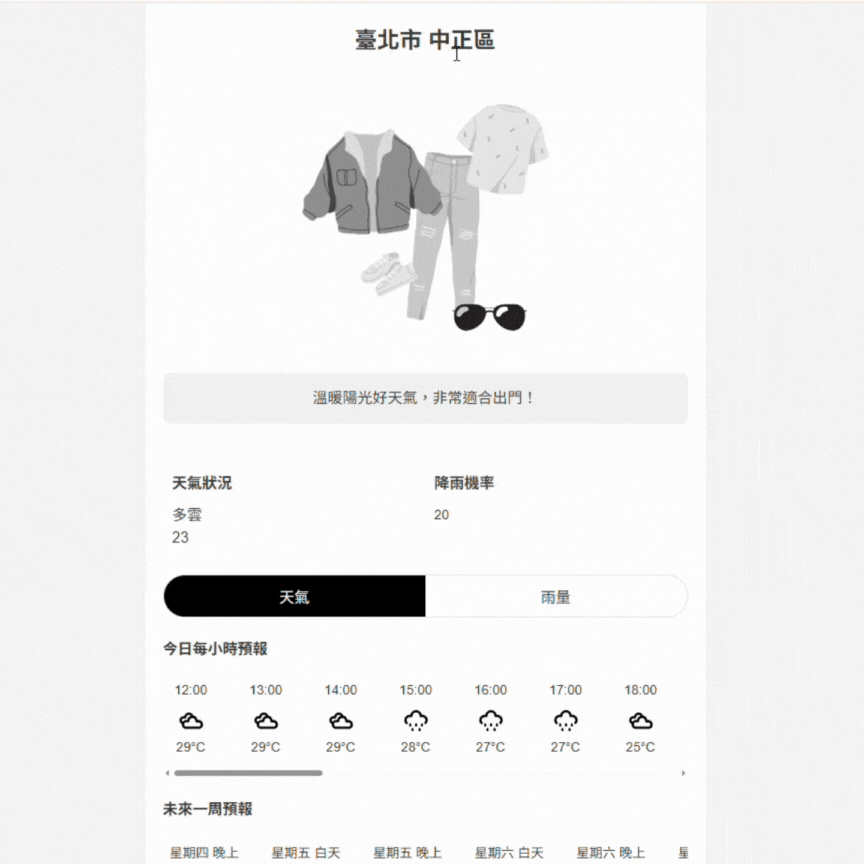 臺北市 中正區
溫暖陽光好天氣，非常適合出門！
天氣狀況
降雨機率
多雲
20
23
天氣
雨量
今日每小時預報
12:00 13:00 14:00 15:00 16:00 17:00 18:00
29°C 29°C 29°C 28°C 27°C 27°C 25°C
未來一周預報
星期四 晚上 星期五 白天 星期五 晚上 星期六 白天 星期六 晚上